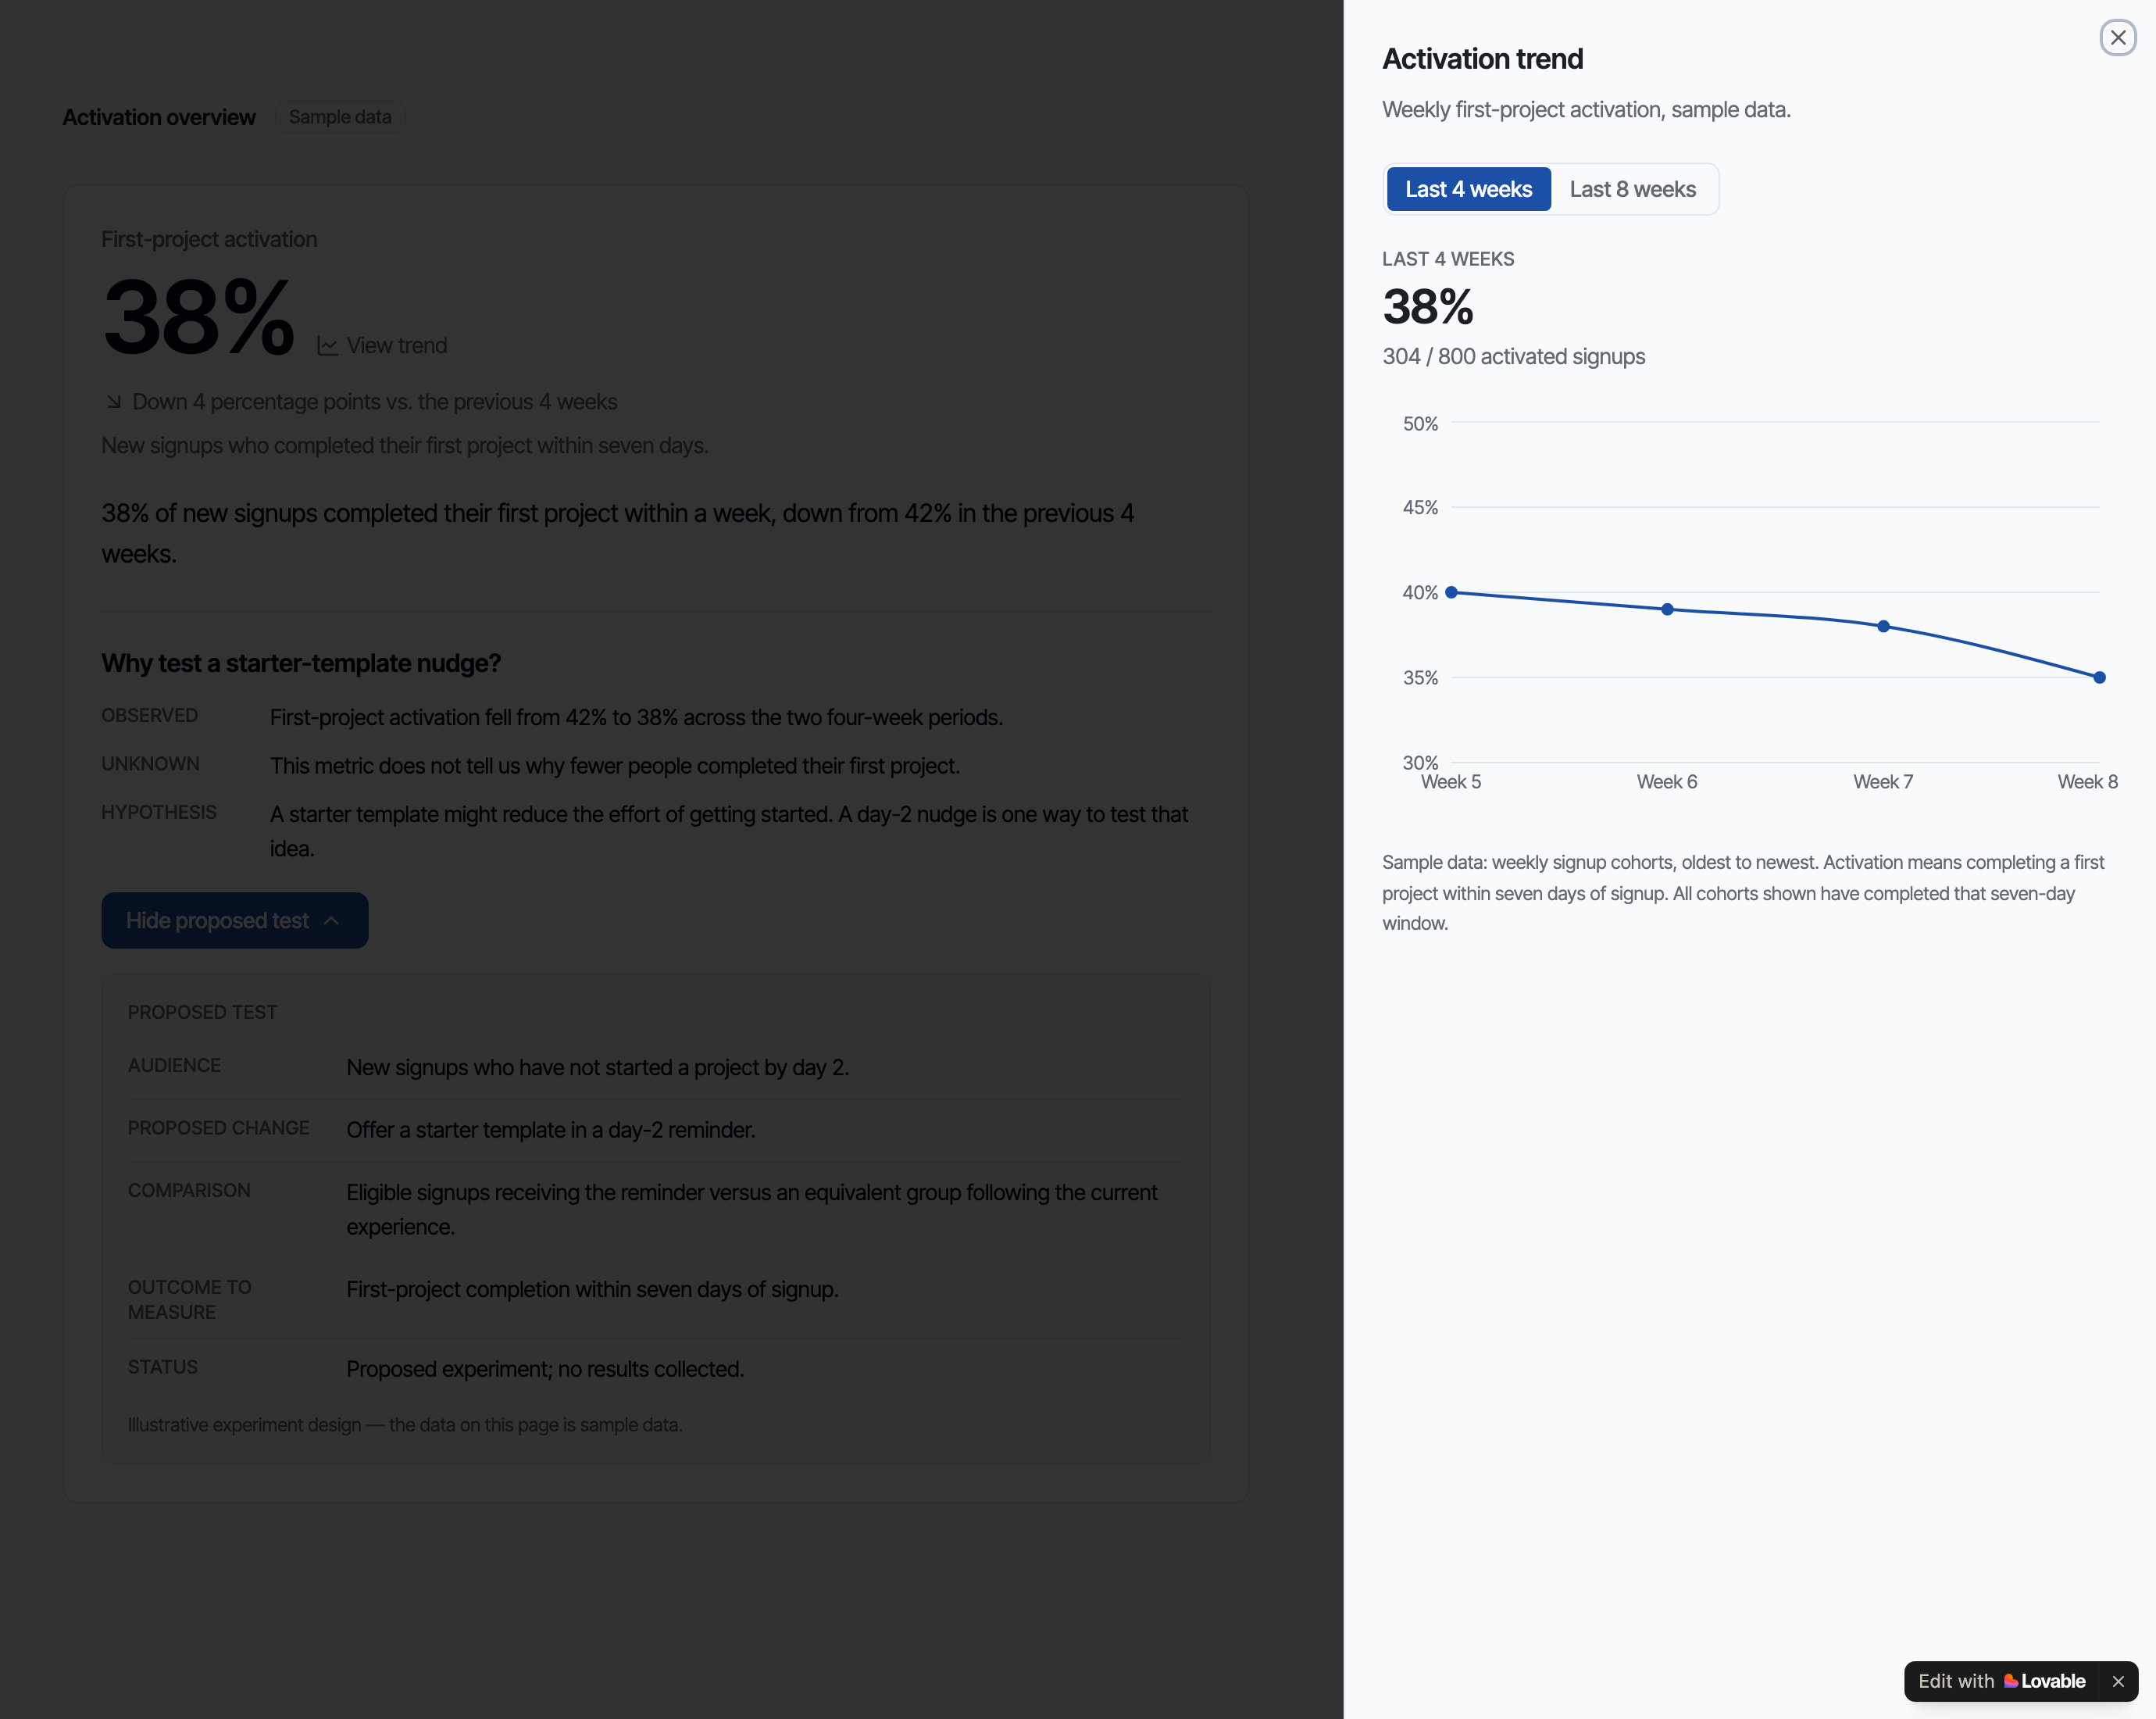 Activation overview
Sample data
First-project activation
38%
View trend
Down 4 percentage points vs. the previous 4 weeks
New signups who completed their first project within seven days.
38% of new signups completed their first project within a week, down from 42% in the previous 4
weeks.
Why test a starter-template nudge?
OBSERVED
First-project activation fell from 42% to 38% across the two four-week periods.
UNKNOWN
This metric does not tell us why fewer people completed their first project.
HYPOTHESIS
A starter template might reduce the effort of getting started. A day-2 nudge is one way to test that
idea.
Hide proposed test
PROPOSED TEST
AUDIENCE
New signups who have not started a project by day 2.
PROPOSED CHANGE
Offer a starter template in a day-2 reminder.
COMPARISON
Eligible signups receiving the reminder versus an equivalent group following the current
experience.
OUTCOME TO
MEASURE
First-project completion within seven days of signup.
STATUS
Proposed experiment; no results collected.
Illustrative experiment design — the data on this page is sample data.
Activation trend
Weekly first-project activation, sample data.
Last 4 weeks
Last 8 weeks
LAST 4 WEEKS
38%
304 / 800 activated signups
50%
45%
40%
35%
30%
Week 5
Week 6
Week 7
Week 8
Sample data: weekly signup cohorts, oldest to newest. Activation means completing a first
project within seven days of signup. All cohorts shown have completed that seven-day
window.
Edit with Lovable